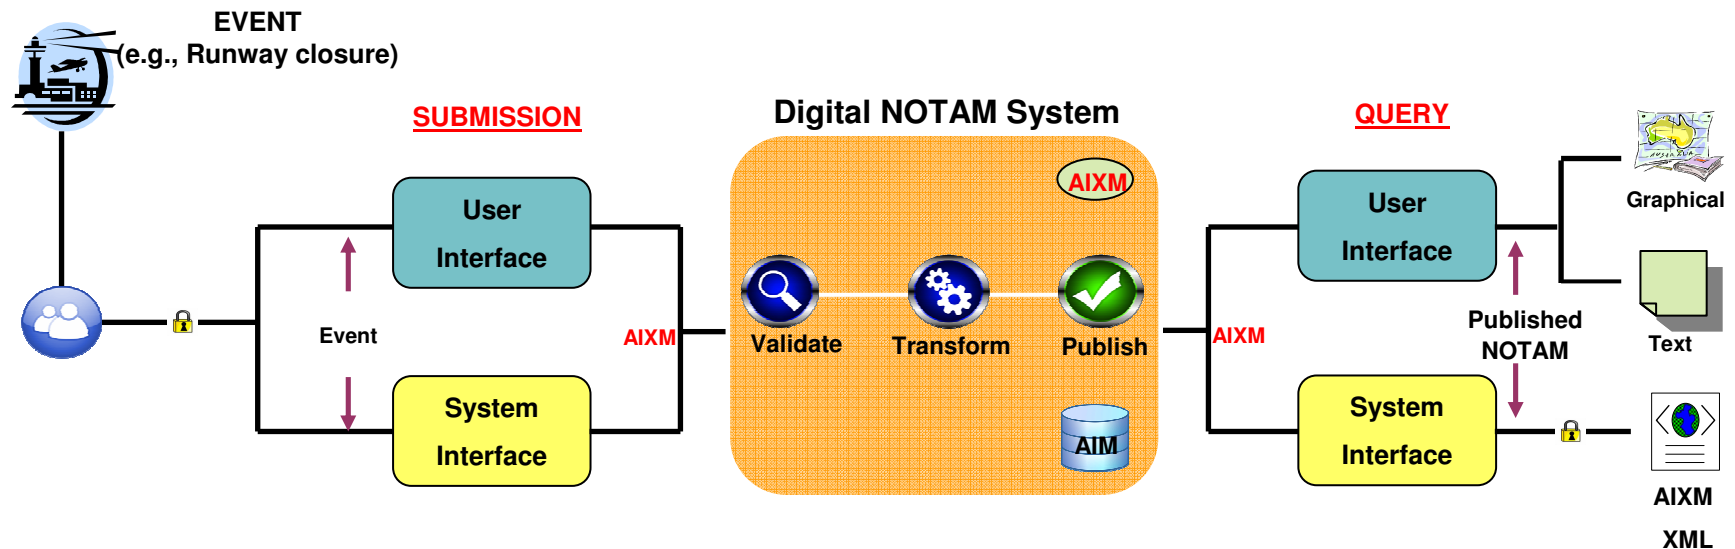 EVENT
(e.g., Runway closure)
SUBMISSION
User
Interface
Event
System
Interface
AIXM
Digital NOTAM System
AIXM
Validate
Transform
Publish
AIM
AIXM
QUERY
User
Interface
Published
NOTAM
System
Interface
Graphical
Text
AIXM
XML